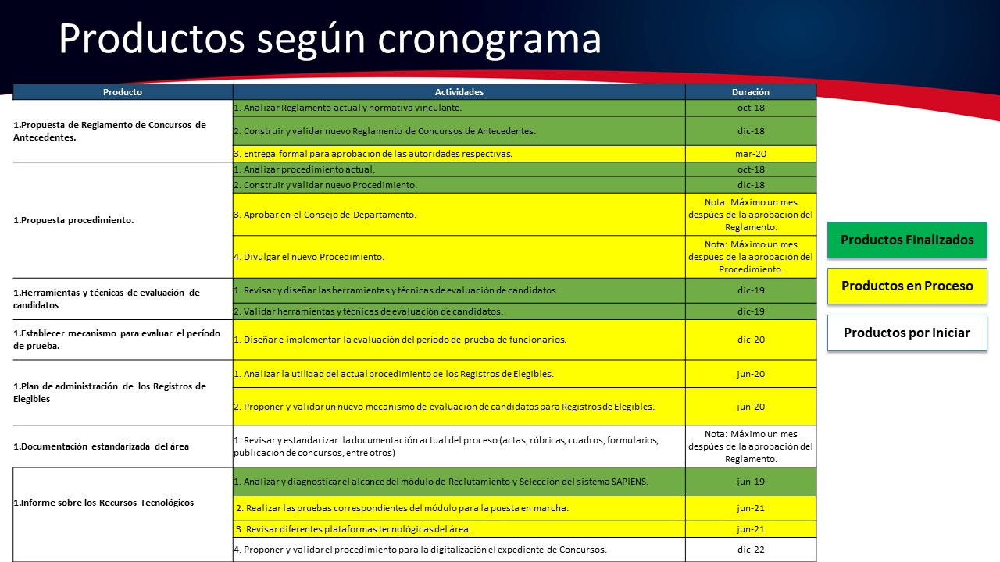 Productos según cronograma
Producto
Actividades
Duración
1.Propuesta de Reglamento de Concursos de
Antecedentes.
1. Analizar Reglamento actual y normativa vinculante.
oct-18
2. Construir y validar nuevo Reglamento de Concursos de Antecedentes.
dic-18
3. Entrega formal para aprobación de las autoridades respectivas.
mar-20
1.Propuesta procedimiento.
1. Analizar procedimiento actual.
oct-18
2. Construir y validar nuevo Procedimiento.
dic-18
3. Aprobar en el Consejo de Departamento.
Nota: Máximo un mes
despúes de la aprobación del
Reglamento.
4. Divulgar el nuevo Procedimiento.
Nota: Máximo un mes
despúes de la aprobación del
Procedimiento.
1.Herramientas y técnicas de evaluación de
candidatos
1. Revisar y diseñar las herramientas y técnicas de evaluación de candidatos.
dic-19
2. Validar herramientas y técnicas de evaluación de candidatos.
dic-19
1.Establecer mecanismo para evaluar el período
de prueba.
1. Diseñar e implementar la evaluación del período de prueba de funcionarios.
dic-20
1.Plan de administración de los Registros de
Elegibles
1. Analizar la utilidad del actual procedimiento de los Registros de Elegibles.
jun-20
2. Proponer y validar un nuevo mecanismo de evaluación de candidatos para Registros de Elegibles.
jun-20
1.Documentación estandarizada del área
1. Revisar y estandarizar la documentación actual del proceso (actas, rúbricas, cuadros, formularios,
publicación de concursos, entre otros)
Nota: Máximo un mes
despúes de la aprobación del
Reglamento.
1.Informe sobre los Recursos Tecnológicos
1. Analizar y diagnosticar el alcance del módulo de Reclutamiento y Selección del sistema SAPIENS.
jun-19
2. Realizar las pruebas correspondientes del módulo para la puesta en marcha.
jun-21
3. Revisar diferentes plataformas tecnológicas del área.
jun-21
4. Proponer y validar el procedimiento para la digitalización el expediente de Concursos.
dic-22
Productos Finalizados
Productos en Proceso
Productos por Iniciar